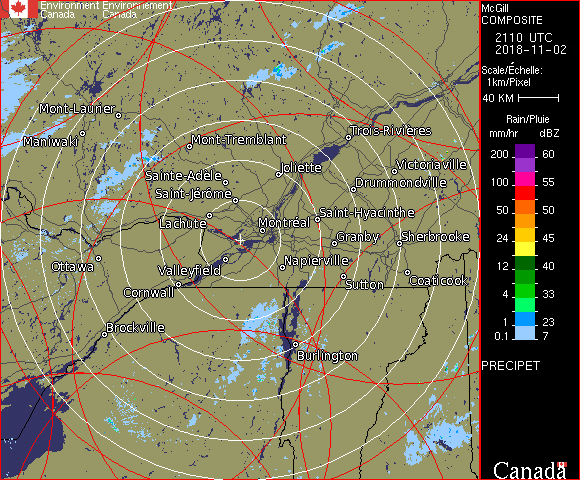 Environment Environnement
Canada Canada
McGill
COMPOSITE
2110 UTC
2018-11-02
Scale/Échelle:
1km/Pixel
40 KM
Rain/Pluie
mm/hr dBZ
200 60
150 55
100 55
50 50
24 45
12 40
4 33
1 23
0.1 7
PRECIPET
Canada
Mont-Laurier
Maniwaki
Mont-Tremblant
Trois-Rivières
Joliette
Victoriaville
Sainte-Adèle
Drummondville
Saint-Jérôme
Saint-Hyacinthe
Lachute
Montréal
Granby
Sherbrooke
Ottawa
Valleyfield
Napierville
Cornwall
Sutton
Coaticook
Brockville
Burlington